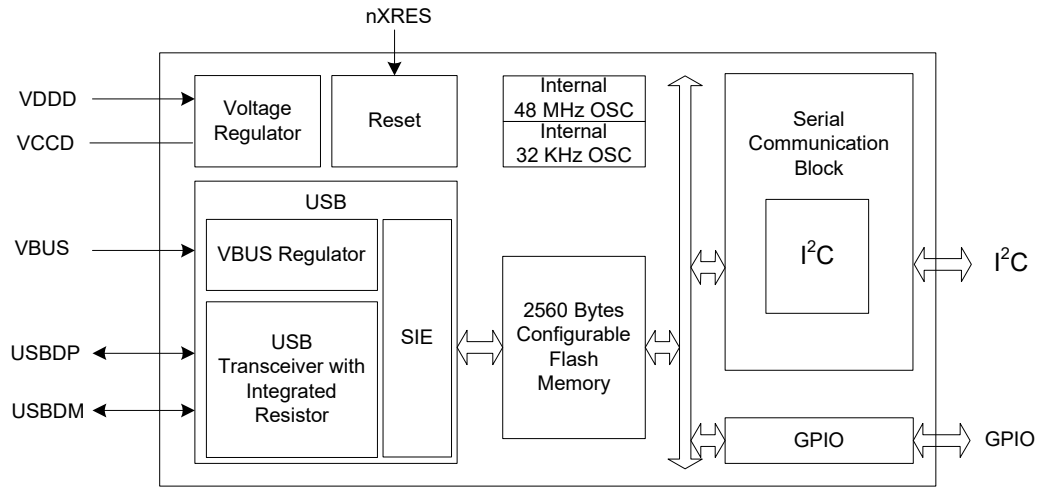 nXRES
VDDD
VCCD
Voltage
Regulator
Reset
Internal
48 MHz OSC
Internal
32 KHz OSC
Serial
Communication
Block
I²C
I²C
USB
VBUS
VBUS Regulator
SIE
USB
Transceiver with
Integrated
Resistor
USBDP
USBDM
2560 Bytes
Configurable
Flash
Memory
GPIO
GPIO